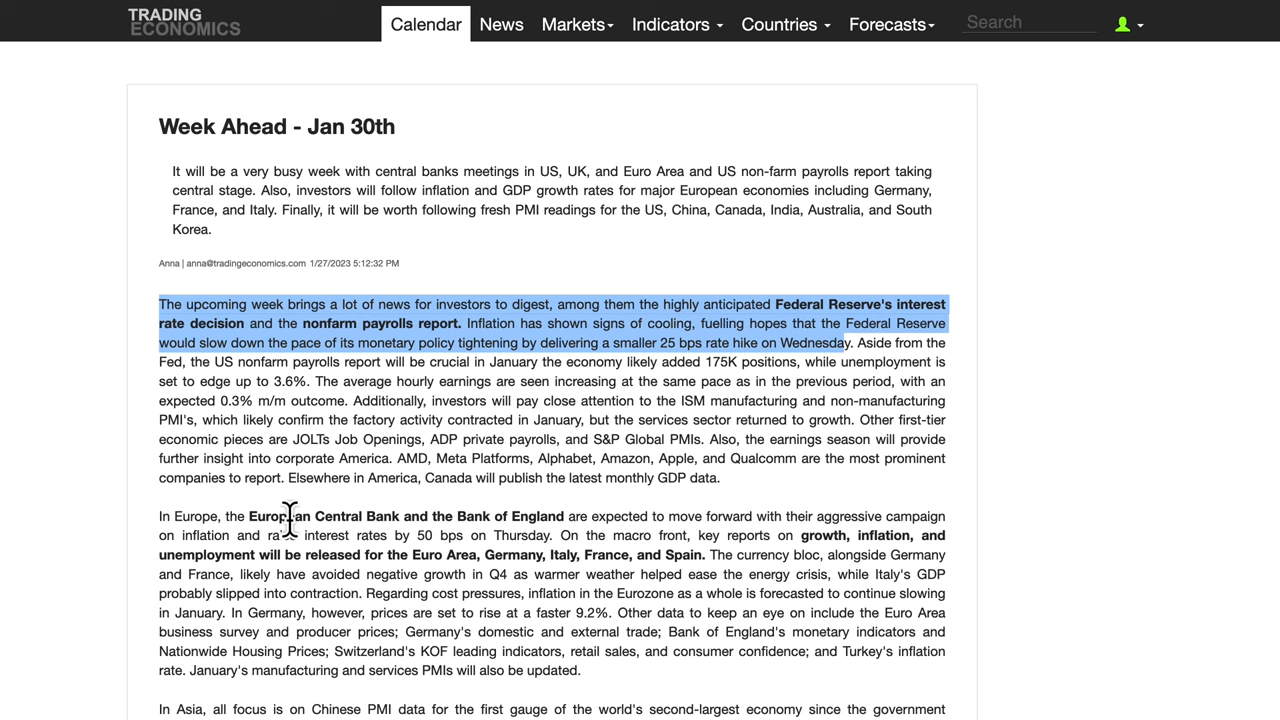 TRADING
ECONOMICS
Calendar News Markets Indicators Countries Forecasts Search
Week Ahead - Jan 30th
It will be a very busy week with central banks meetings in US, UK, and Euro Area and US non-farm payrolls report taking
central stage. Also, investors will follow inflation and GDP growth rates for major European economies including Germany,
France, and Italy. Finally, it will be worth following fresh PMI readings for the US, China, Canada, India, Australia, and South
Korea.
Anna | anna@tradingeconomics.com 1/27/2023 5:12:32 PM
The upcoming week brings a lot of news for investors to digest, among them the highly anticipated Federal Reserve's interest
rate decision and the nonfarm payrolls report. Inflation has shown signs of cooling, fuelling hopes that the Federal Reserve
would slow down the pace of its monetary policy tightening by delivering a smaller 25 bps rate hike on Wednesday. Aside from the
Fed, the US nonfarm payrolls report will be crucial in January the economy likely added 175K positions, while unemployment is
set to edge up to 3.6%. The average hourly earnings are seen increasing at the same pace as in the previous period, with an
expected 0.3% m/m outcome. Additionally, investors will pay close attention to the ISM manufacturing and non-manufacturing
PMI's, which likely confirm the factory activity contracted in January, but the services sector returned to growth. Other first-tier
economic pieces are JOLTs Job Openings, ADP private payrolls, and S&P Global PMIs. Also, the earnings season will provide
further insight into corporate America. AMD, Meta Platforms, Alphabet, Amazon, Apple, and Qualcomm are the most prominent
companies to report. Elsewhere in America, Canada will publish the latest monthly GDP data.
In Europe, the European Central Bank and the Bank of England are expected to move forward with their aggressive campaign
on inflation and interest rates by 50 bps on Thursday. On the macro front, key reports on growth, inflation, and
unemployment will be released for the Euro Area, Germany, Italy, France, and Spain. The currency bloc, alongside Germany
and France, likely have avoided negative growth in Q4 as warmer weather helped ease the energy crisis, while Italy's GDP
probably slipped into contraction. Regarding cost pressures, inflation in the Eurozone as a whole is forecasted to continue slowing
in January. In Germany, however, prices are set to rise at a faster 9.2%. Other data to keep an eye on include the Euro Area
business survey and producer prices; Germany's domestic and external trade; Bank of England's monetary indicators and
Nationwide Housing Prices; Switzerland's KOF leading indicators, retail sales, and consumer confidence; and Turkey's inflation
rate. January's manufacturing and services PMIs will also be updated.
In Asia, all focus is on Chinese PMI data for the first gauge of the world's second-largest economy since the government